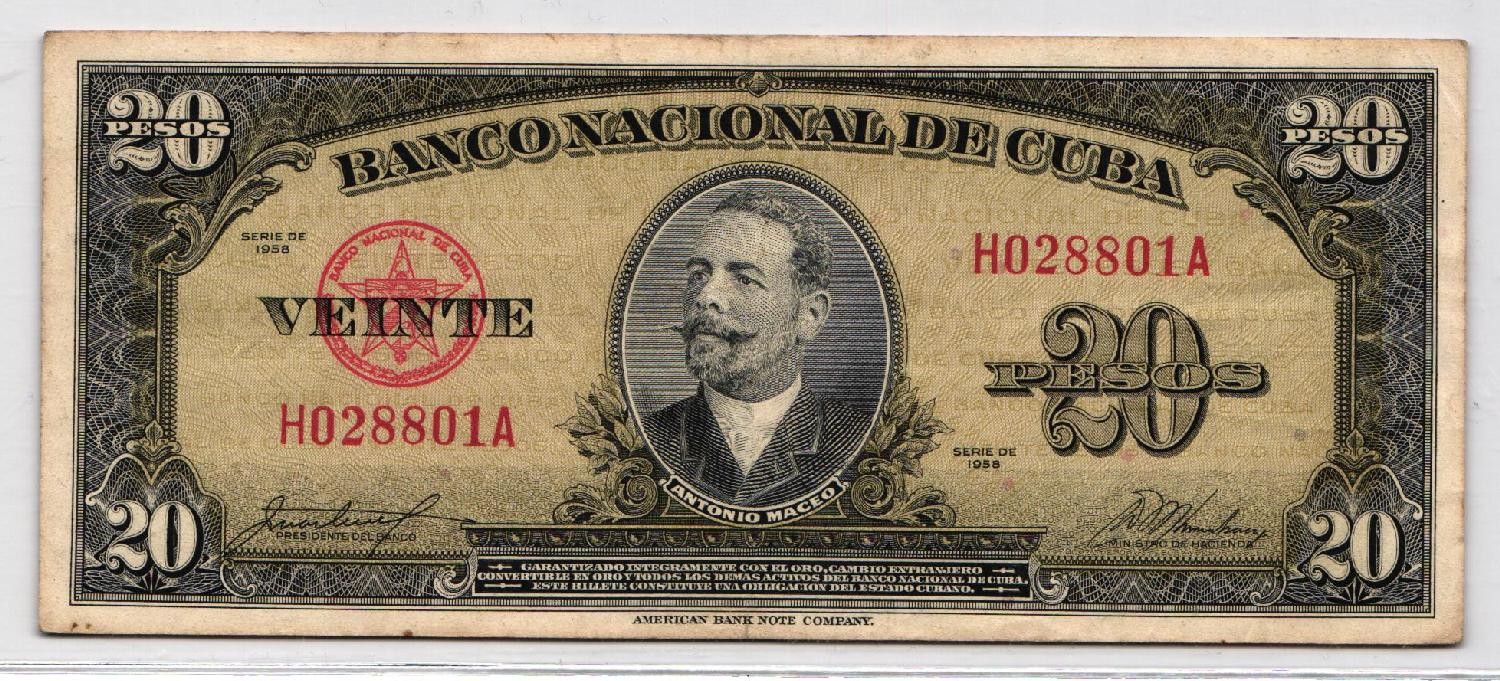 20 PESOS
20 PESOS
BANCO NACIONAL DE CUBA
SERIE DE
1958
BANCO NACIONAL DE CUBA
H028801A
VEINTE
20 PESOS
H028801A
SERIE DE
1958
ANTONIO MACEO
PRESIDENTE DEL BANCO
MINISTRO DE HACIENDA
20
20
GARANTIZADO INTEGRAMENTE CON EL ORO, CAMBIO EXTRANJERO
CONVERTIBLE EN ORO Y TODOS LOS DEMAS ACTIVOS DEL BANCO NACIONAL DE CUBA.
ESTE BILLETE CONSTITUYE UNA OBLIGACION DEL ESTADO CUBANO.
AMERICAN BANK NOTE COMPANY.